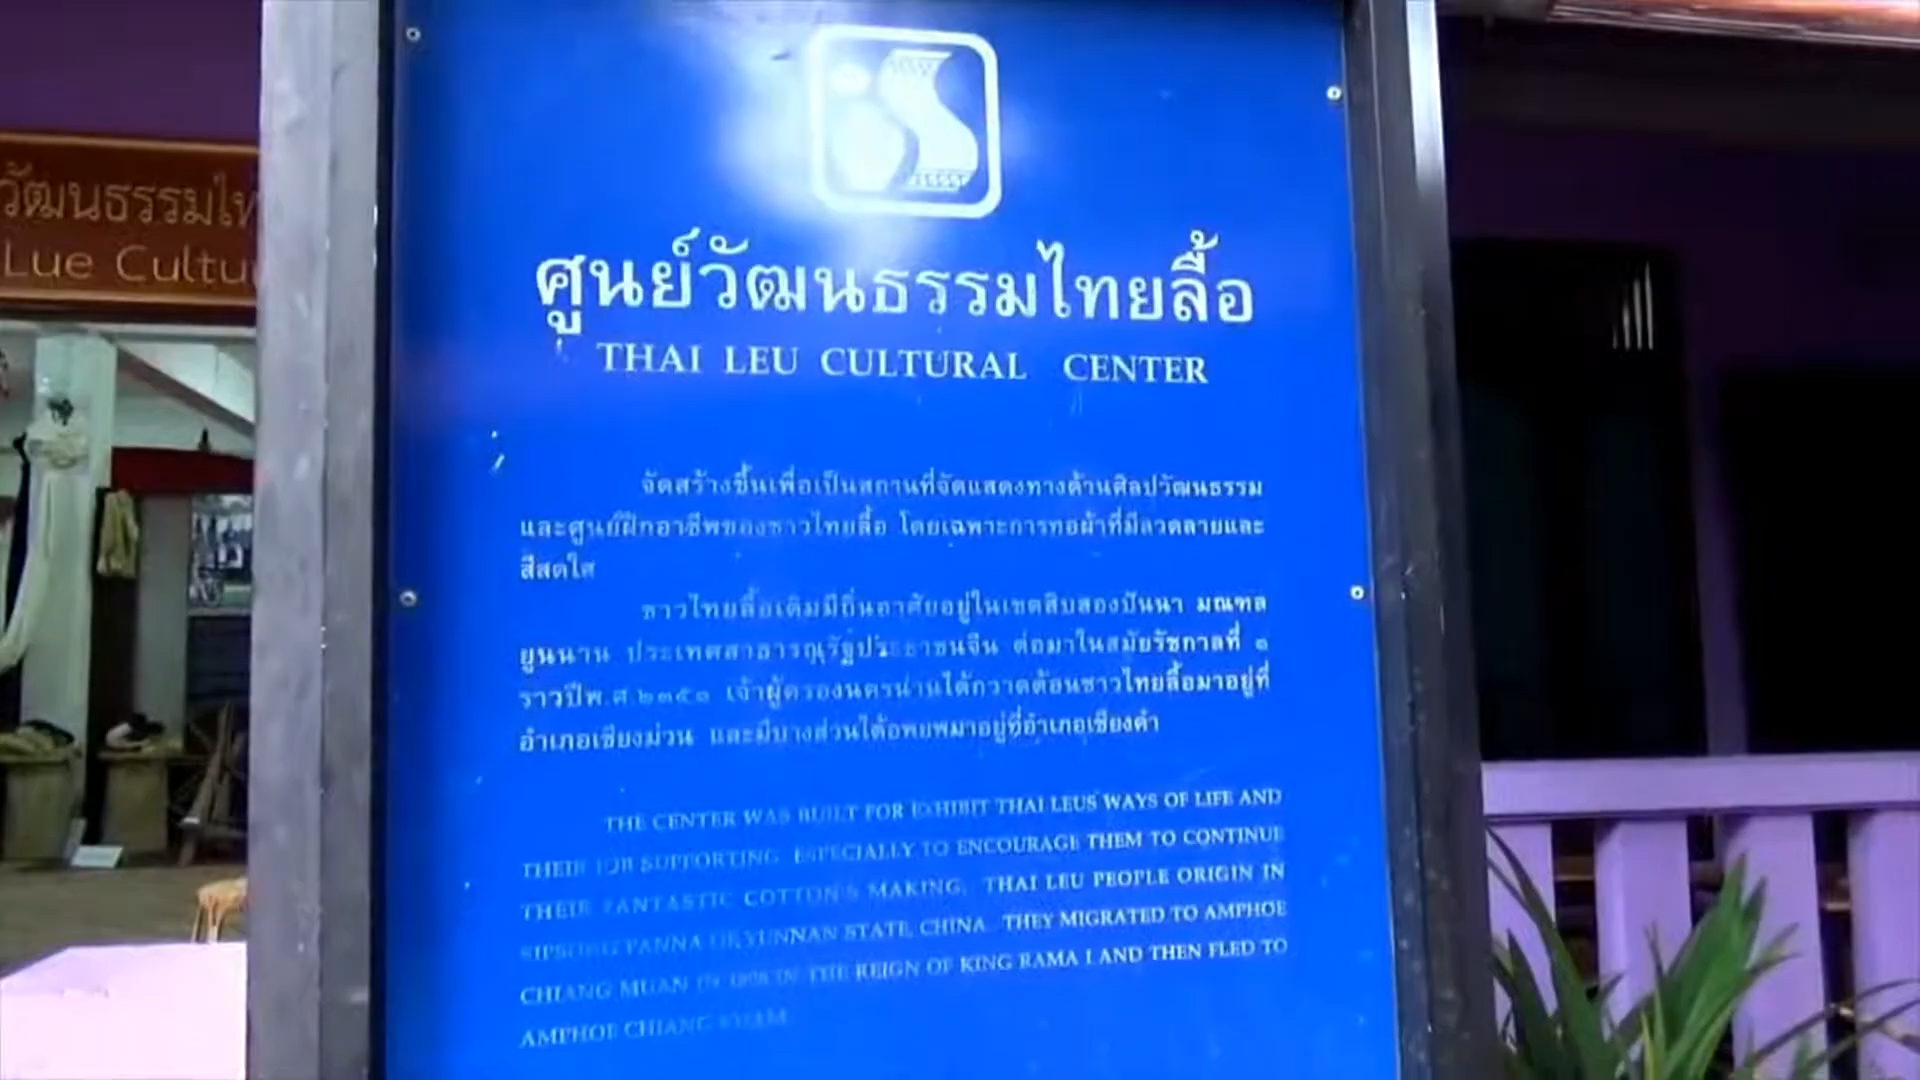 วัฒนธรรมไท
Lue Cultu
ศูนย์วัฒนธรรมไทยลื้อ
THAI LEU CULTURAL CENTER
จัดสร้างขึ้นเพื่อเป็นสถานที่จัดแสดงทางด้านศิลปวัฒนธรรม
และศูนย์ฝึกอาชีพของชาวไทยลื้อ โดยเฉพาะการทอผ้าที่มีลวดลายและ
สีสดใส
ชาวไทยลื้อเดิมมีถิ่นอาศัยอยู่ในเขตสิบสองปันนา มณฑล
ยูนนาน ประเทศสาธารณรัฐประชาชนจีน ต่อมาในสมัยรัชกาลที่ ๑
ราวปีพ.ศ.๒๓๕๑ เจ้าผู้ครองนครน่านได้กวาดต้อนชาวไทยลื้อมาอยู่ที่
อำเภอเชียงม่วน และมีบางส่วนได้อพยพมาอยู่ที่อำเภอเชียงคำ
THE CENTER WAS BUILT FOR EXHIBIT THAI LEUS WAYS OF LIFE AND
THEIR JOB SUPPORTING ESPECIALLY TO ENCOURAGE THEM TO CONTINUE
THEIR FANTASTIC COTTON'S MAKING. THAI LEU PEOPLE ORIGIN IN
SIPSONG PANNA OF YUNNAN STATE, CHINA. THEY MIGRATED TO AMPHOE
CHIANG MUAN IN THE REIGN OF KING RAMA I AND THEN FLED TO
AMPHOE CHIANG